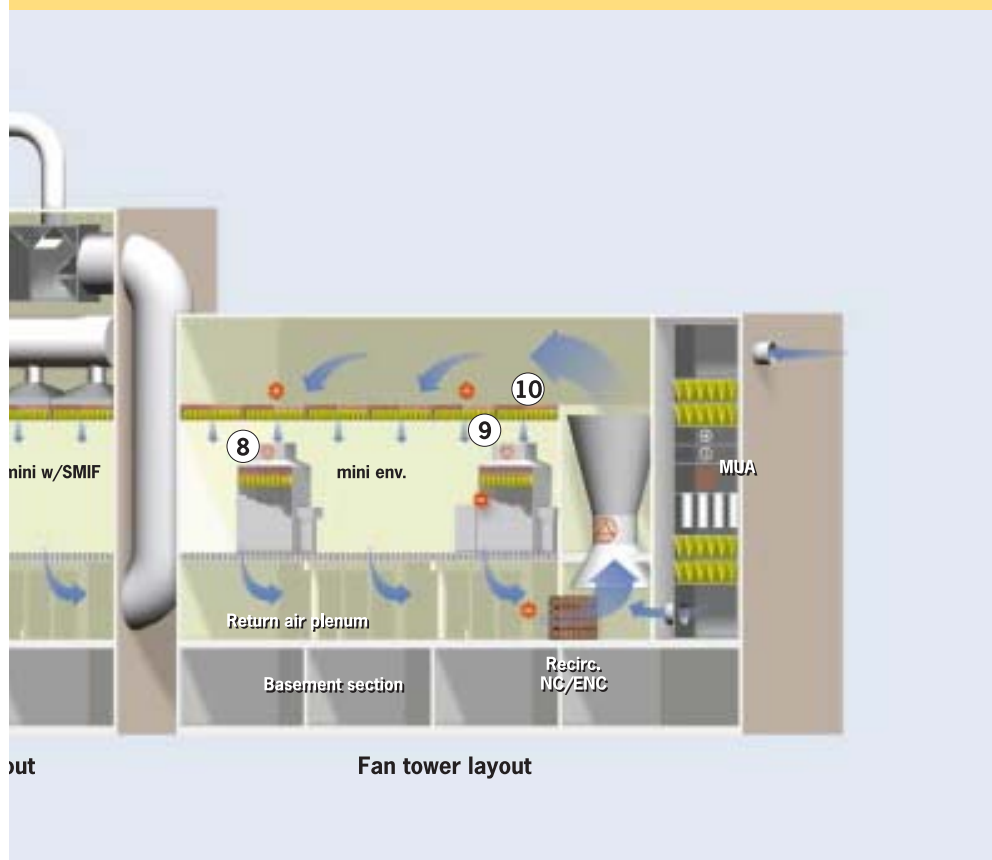 10
9
8
mini w/SMIF
mini env.
MUA
Return air plenum
Recirc.
NC/ENC
Basement section
out
Fan tower layout